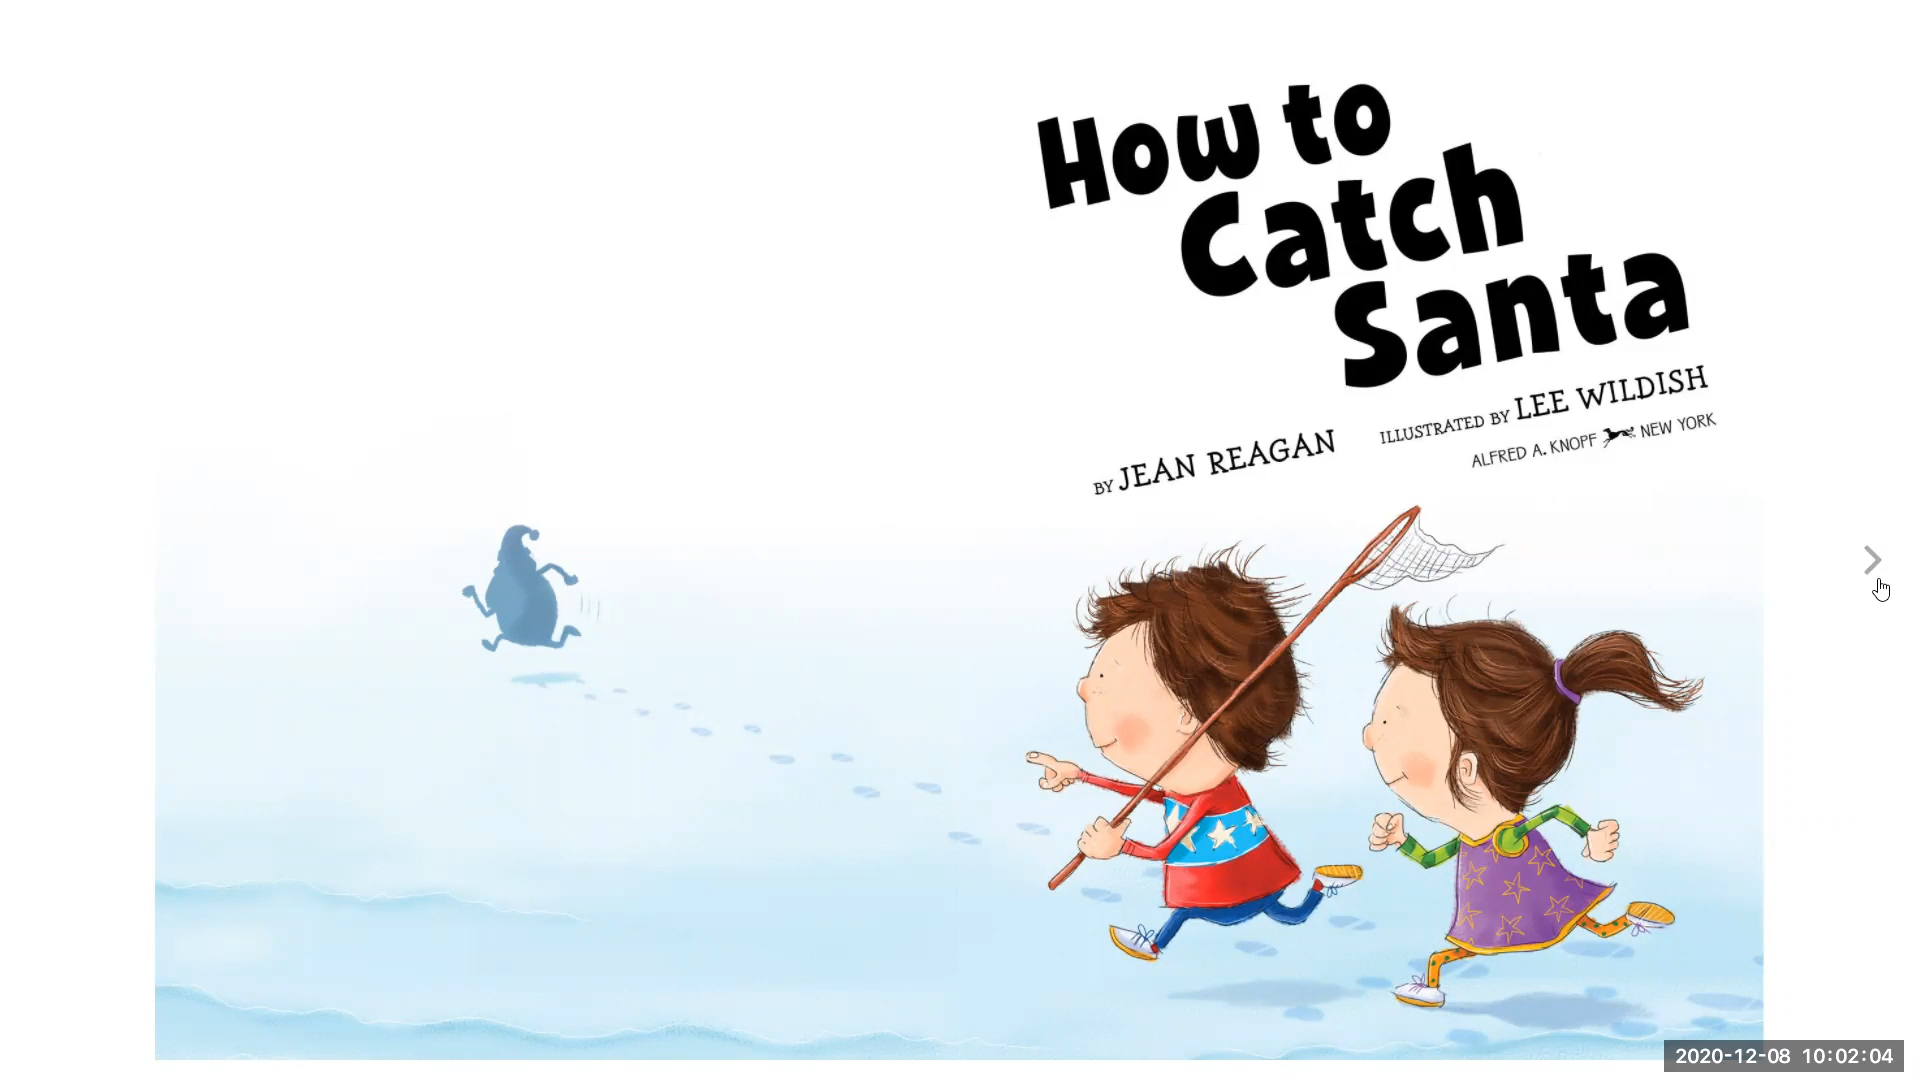 How to
Catch
Santa
BY JEAN REAGAN
ILLUSTRATED BY LEE WILDISH
ALFRED A. KNOPF NEW YORK
2020-12-08 10:02:04